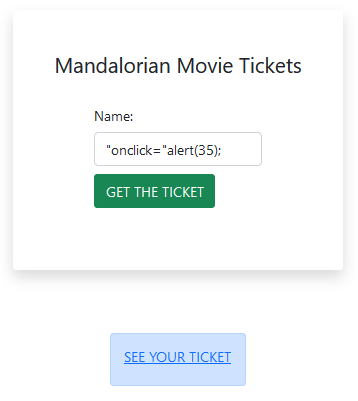 Mandalorian Movie Tickets
Name:
"onclick="alert(35);
GET THE TICKET
SEE YOUR TICKET